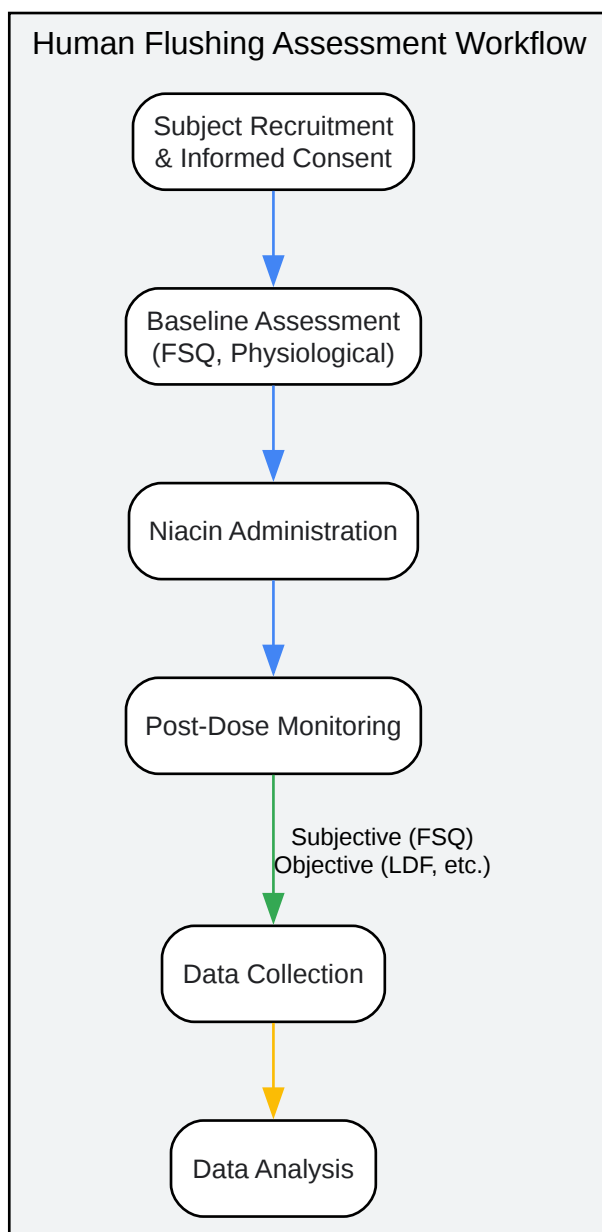 Human Flushing Assessment Workflow
Subject Recruitment
& Informed Consent
Baseline Assessment
(FSQ, Physiological)
Niacin Administration
Post-Dose Monitoring
Subjective (FSQ)
Objective (LDF, etc.)
Data Collection
Data Analysis